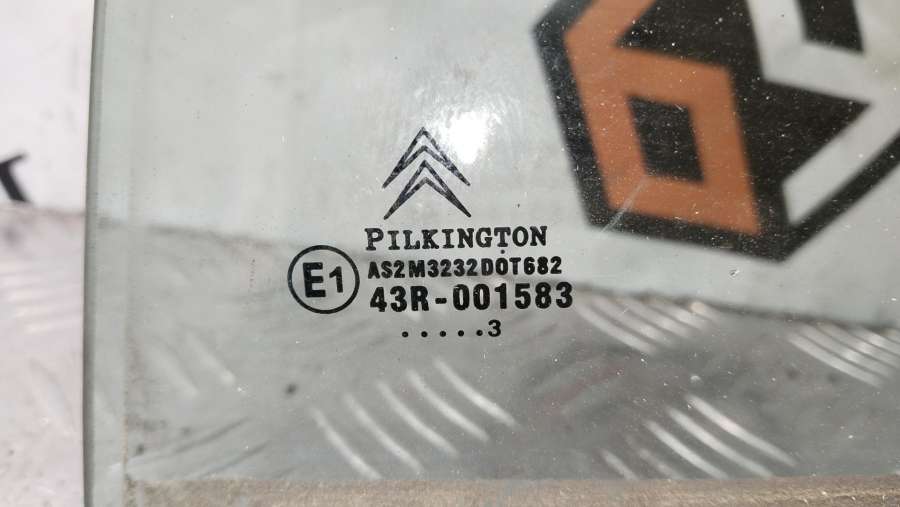 PILKINGTON
E1
AS2M3232DOT682
43R-001583
.....3